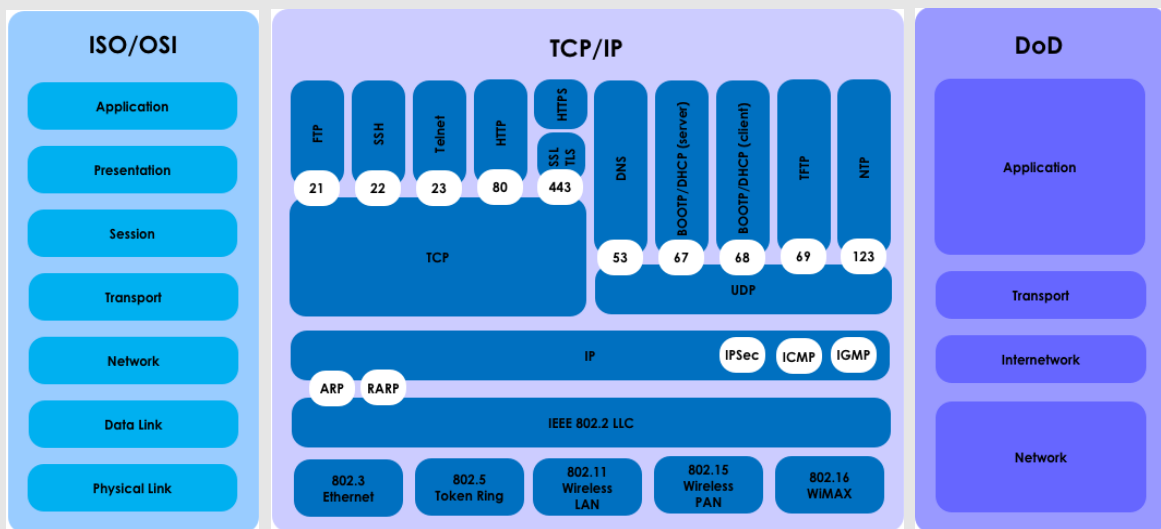 ISO/OSI
Application
Presentation
Session
Transport
Network
Data Link
Physical Link
TCP/IP
FTP
SSH
Telnet
HTTP
HTTPS
SSL
TLS
DNS
BOOTP/DHCP (server)
BOOTP/DHCP (client)
TFTP
NTP
21
22
23
80
443
53
67
68
69
123
TCP
UDP
IP
IPSec
ICMP
IGMP
ARP
RARP
IEEE 802.2 LLC
802.3
Ethernet
802.5
Token Ring
802.11
Wireless
LAN
802.15
Wireless
PAN
802.16
WiMAX
DoD
Application
Transport
Internetwork
Network